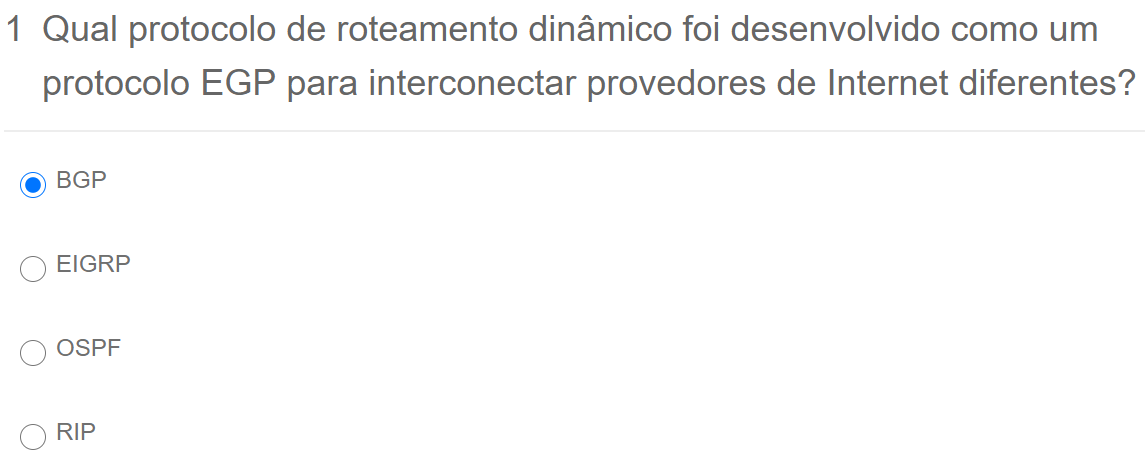 1 Qual protocolo de roteamento dinâmico foi desenvolvido como um
protocolo EGP para interconectar provedores de Internet diferentes?
BGP
EIGRP
OSPF
RIP